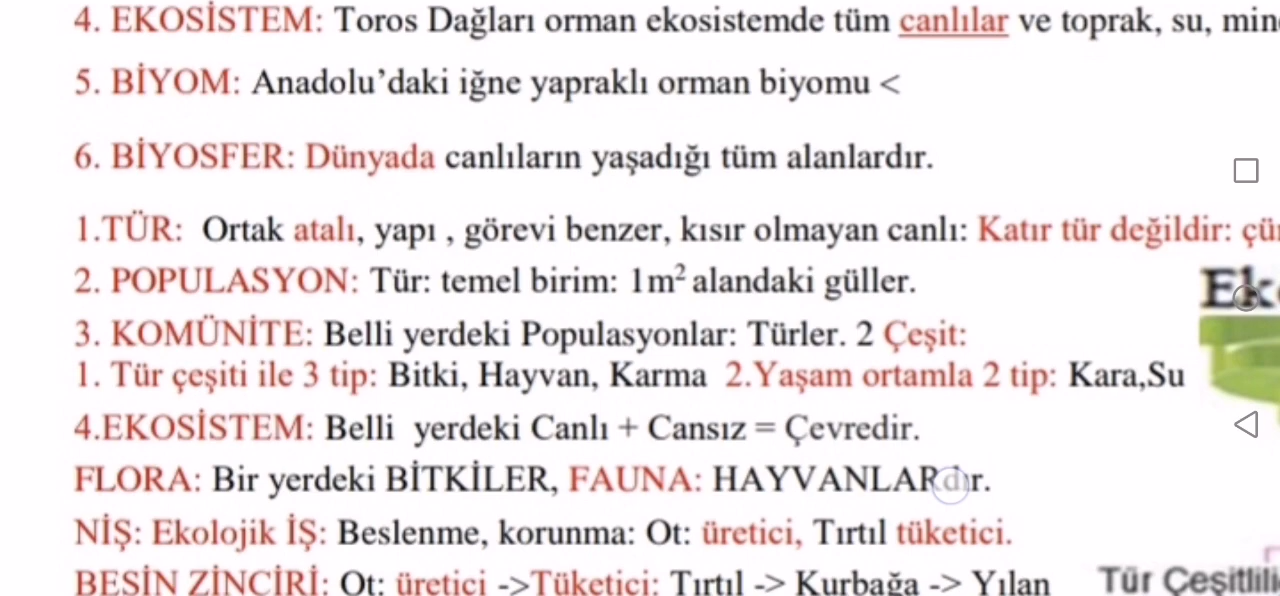 4. EKOSİSTEM: Toros Dağları orman ekosistemde tüm canlılar ve toprak, su,
5. BİYOM: Anadolu’daki iğne yapraklı orman biyomu <
6. BİYOSFER: Dünyada canlıların yaşadığı tüm alanlardır.
1.TÜR: Ortak atalı, yapı , görevi benzer, kısır olmayan canlı: Katır tür değildir:
2. POPULASYON: Tür: temel birim: 1m² alandaki güller.
3. KOMÜNİTE: Belli yerdeki Populasyonlar: Türler. 2 Çeşit:
1. Tür çeşiti ile 3 tip: Bitki, Hayvan, Karma 2.Yaşam ortamla 2 tip: Kara,Su
4.EKOSİSTEM: Belli yerdeki Canlı + Cansız = Çevredir.
FLORA: Bir yerdeki BİTKİLER, FAUNA: HAYVANLARdır.
NİŞ: Ekolojik İŞ: Beslenme, korunma: Ot: üretici, Tırtıl tüketici.
BESİN ZİNCİRİ: Ot: üretici ->Tüketici: Tırtıl -> Kurbağa -> Yılan
Tür